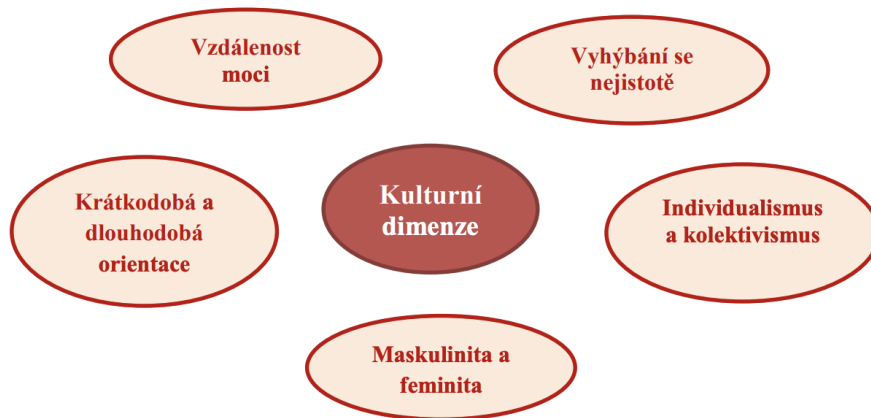 Vzdálenost
moci
Vyhýbání se
nejistotě
Krátkodobá a
dlouhodobá
orientace
Kulturní
dimenze
Individualismus
a kolektivismus
Maskulinita a
feminita